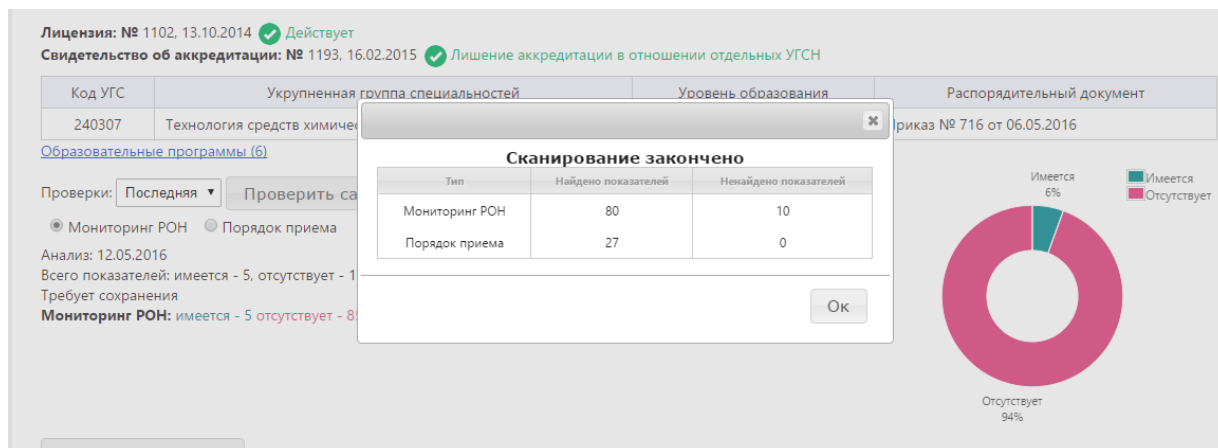 Лицензия: № 1102, 13.10.2014 Действует
Свидетельство об аккредитации: № 1193, 16.02.2015 Лишение аккредитации в отношении отдельных УГСН
Код УГС Укрупненная группа специальностей Уровень образования Распорядительный документ
240307 Технология средств Приказ № 716 от 06.05.2016
Образовательные программы (6)
Проверки: Последняя Проверить
Мониторинг РОН Порядок приема
Анализ: 12.05.2016
Всего показателей: имеется - 5, отсутствует -
Требует сохранения
Мониторинг РОН: имеется - 5 отсутствует -
Сканирование закончено
Тип Найдено показателей Ненайдено показателей
Мониторинг РОН 80 10
Порядок приема 27 0
Ок
Имеется
6%
Имеется
Отсутствует
Отсутствует
94%